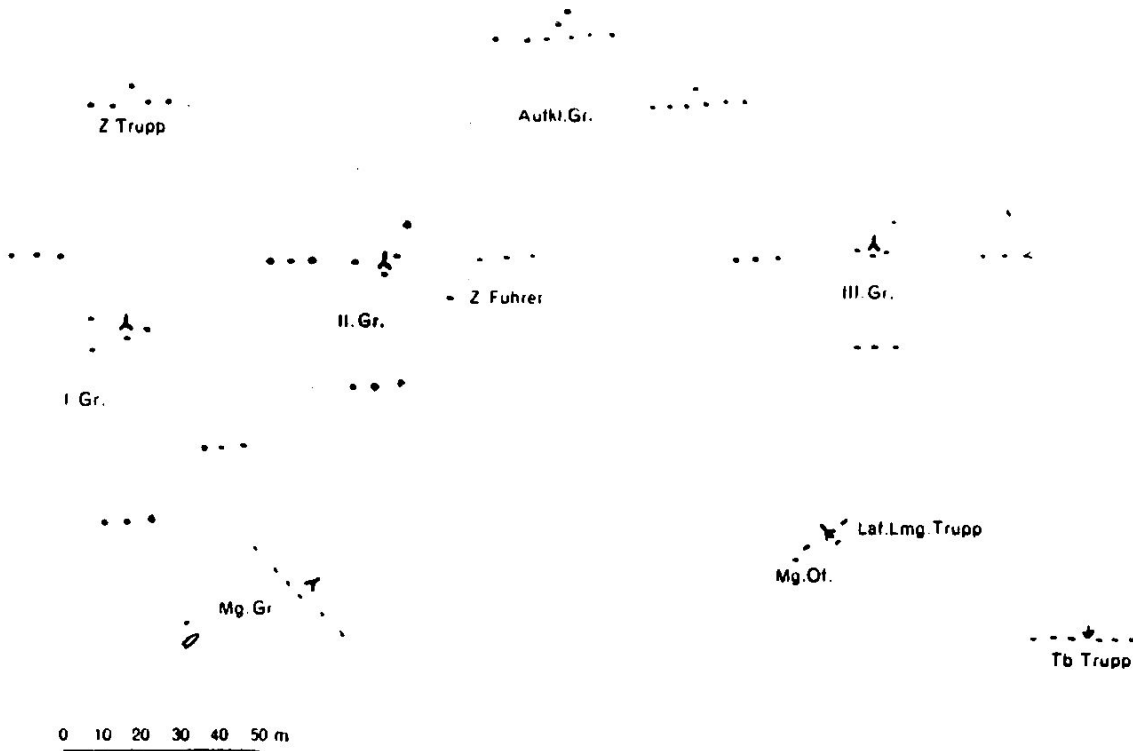 Z Trupp
Aufkl.Gr.
Z Fuhrer
II.Gr.
III.Gr.
I Gr.
Laf.Lmg.Trupp
Mg.Of.
Mg.Gr
Tb Trupp
0 10 20 30 40 50 m